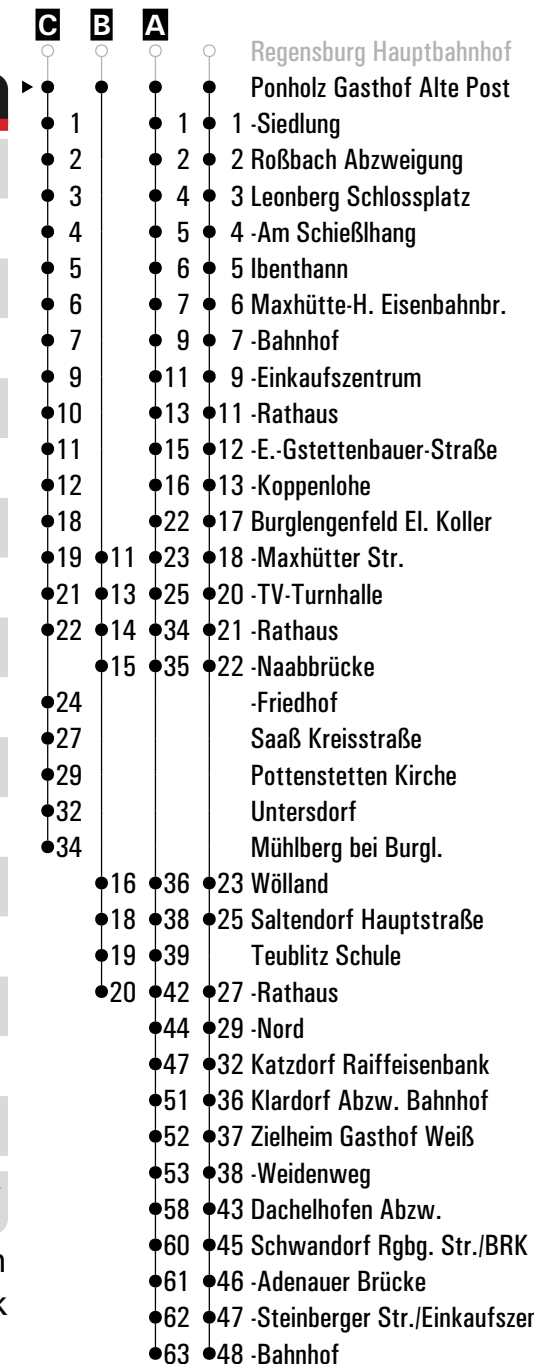 C B A
Regensburg Hauptbahnhof
Ponholz Gasthof Alte Post
1 1 1 -Siedlung
2 2 2 Roßbach Abzweigung
3 4 3 Leonberg Schlossplatz
4 5 4 -Am Schießlhang
5 6 5 Ibenthann
6 7 6 Maxhütte-H. Eisenbahnbr.
7 9 7 -Bahnhof
9 11 9 -Einkaufszentrum
10 13 11 -Rathaus
11 15 12 -E.-Gstettenbauer-Straße
12 16 13 -Koppenlohe
18 22 17 Burglengenfeld El. Koller
19 11 23 18 -Maxhütter Str.
21 13 25 20 -TV-Turnhalle
22 14 34 21 -Rathaus
15 35 22 -Naabbrücke
24 -Friedhof
27 Saaß Kreisstraße
29 Pottenstetten Kirche
32 Untersdorf
34 Mühlberg bei Burgl.
16 36 23 Wölland
18 38 25 Saltendorf Hauptstraße
19 39 Teublitz Schule
20 42 27 -Rathaus
44 29 -Nord
47 32 Katzdorf Raiffeisenbank
51 36 Klardorf Abzw. Bahnhof
52 37 Zielheim Gasthof Weiß
53 38 -Weidenweg
58 43 Dachelhofen Abzw.
60 45 Schwandorf Rgbg. Str./BRK
61 46 -Adenauer Brücke
62 47 -Steinberger Str./Einkaufszen
63 48 -Bahnhof